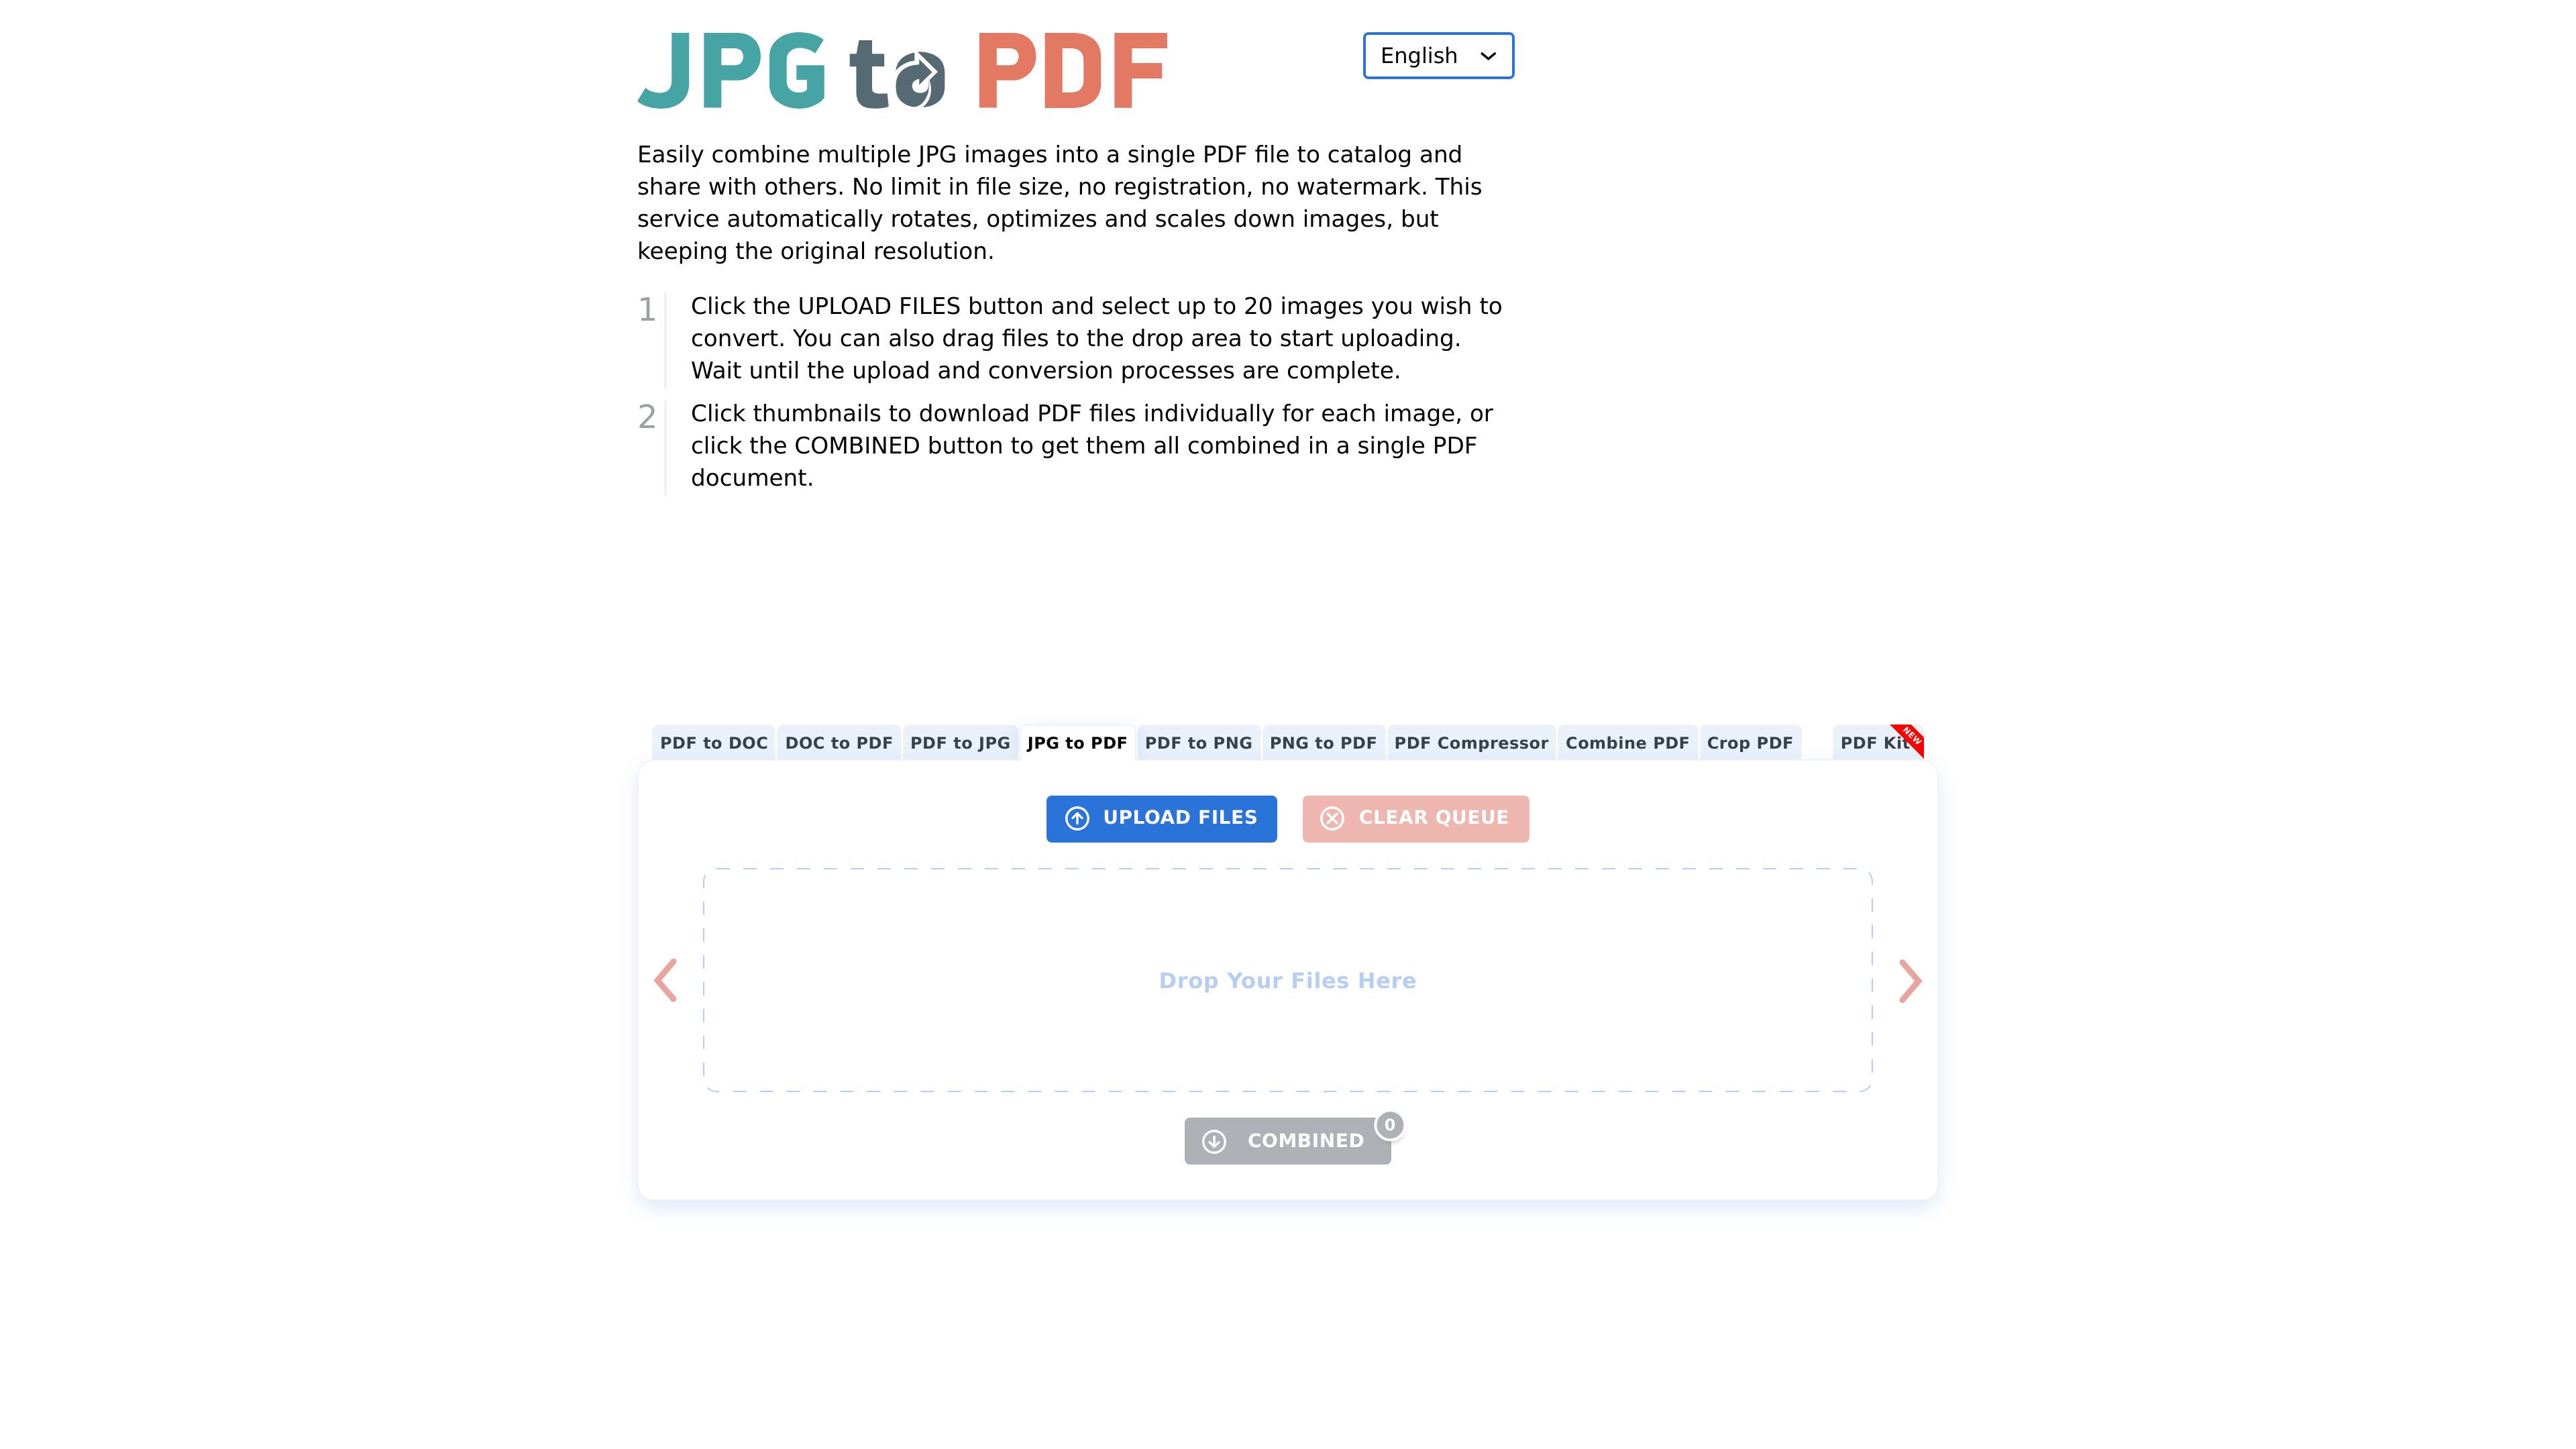 JPG to PDF
English
Easily combine multiple JPG images into a single PDF file to catalog and
share with others. No limit in file size, no registration, no watermark. This
service automatically rotates, optimizes and scales down images, but
keeping the original resolution.
1 Click the UPLOAD FILES button and select up to 20 images you wish to
convert. You can also drag files to the drop area to start uploading.
Wait until the upload and conversion processes are complete.
2 Click thumbnails to download PDF files individually for each image, or
click the COMBINED button to get them all combined in a single PDF
document.
PDF to DOC DOC to PDF PDF to JPG JPG to PDF PDF to PNG PNG to PDF PDF Compressor Combine PDF Crop PDF PDF Kit NEW
UPLOAD FILES CLEAR QUEUE
Drop Your Files Here
COMBINED 0